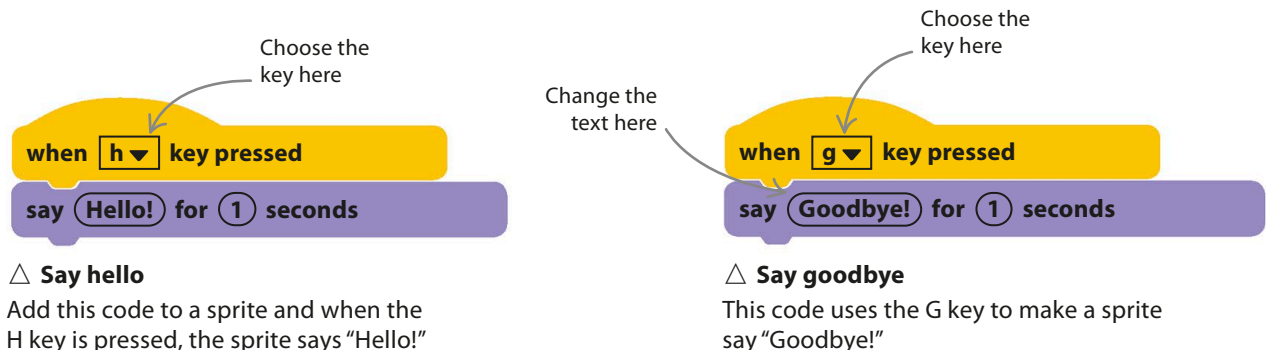 Choose the
key here
when h key pressed
say Hello! for 1 seconds
△ Say hello
Add this code to a sprite and when the
H key is pressed, the sprite says “Hello!”
Choose the
key here
Change the
text here
when g key pressed
say Goodbye! for 1 seconds
△ Say goodbye
This code uses the G key to make a sprite
say “Goodbye!”